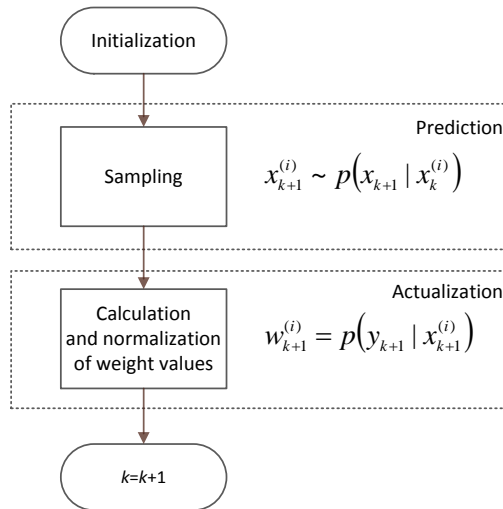 Initialization
Prediction
Sampling
x_{k+1}^{(i)} ~ p(x_{k+1} | x_k^{(i)})
Actualization
Calculation
and normalization
of weight values
w_{k+1}^{(i)} = p(y_{k+1} | x_{k+1}^{(i)})
k=k+1